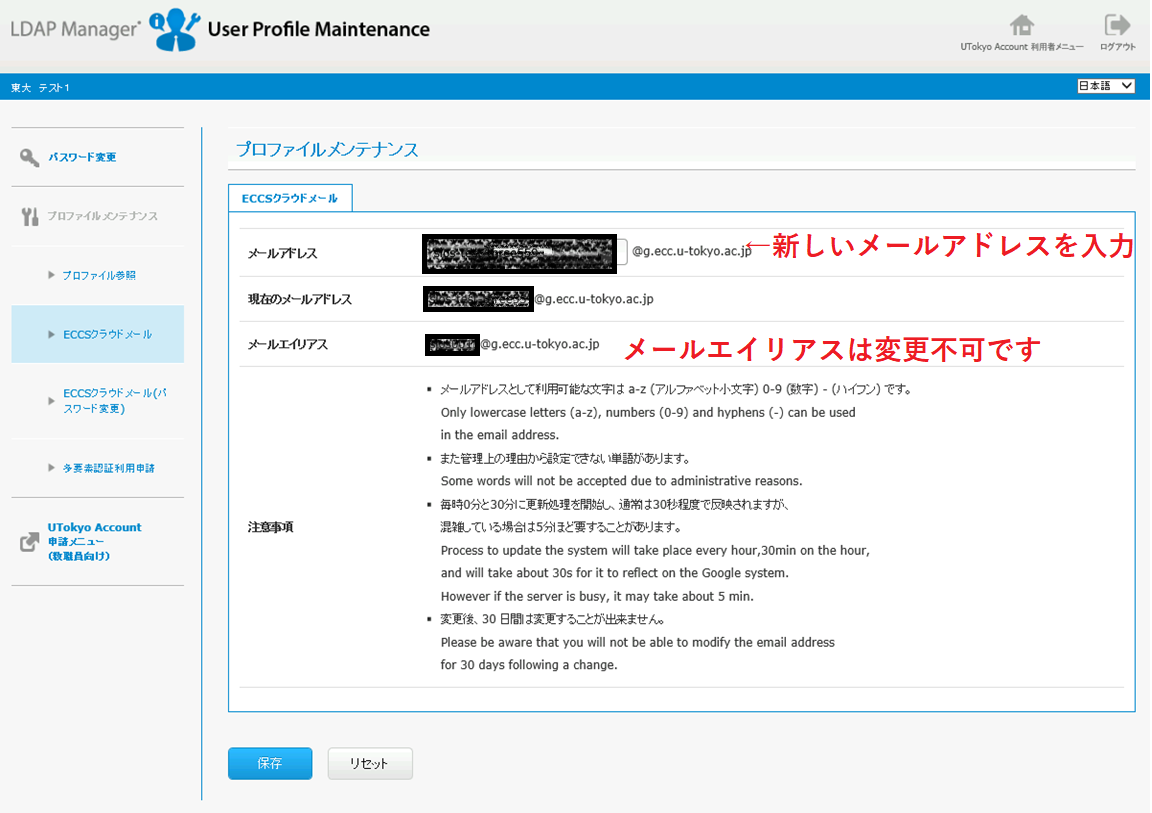 LDAP Manager® User Profile Maintenance
UTokyo Account 利用者メニュー
ログアウト
東大 テスト1
日本語
パスワード変更
プロファイルメンテナンス
プロファイル参照
ECCSクラウドメール
ECCSクラウドメール(パ
スワード変更)
多要素認証利用申請
UTokyo Account
申請メニュー
(教職員向け)
プロファイルメンテナンス
ECCSクラウドメール
メールアドレス @g.ecc.u-tokyo.ac.jp ←新しいメールアドレスを入力
現在のメールアドレス @g.ecc.u-tokyo.ac.jp
メールエイリアス @g.ecc.u-tokyo.ac.jp メールエイリアスは変更不可です
注意事項
▪ メールアドレスとして利用可能な文字は a-z (アルファベット小文字) 0-9 (数字) - (ハイフン) です。
Only lowercase letters (a-z), numbers (0-9) and hyphens (-) can be used
in the email address.
▪ また管理上の理由から設定できない単語があります。
Some words will not be accepted due to administrative reasons.
▪ 毎時0分と30分に更新処理を開始し、通常は30秒程度で反映されますが、
混雑している場合は5分ほど要することがあります。
Process to update the system will take place every hour,30min on the hour,
and will take about 30s for it to reflect on the Google system.
However if the server is busy, it may take about 5 min.
▪ 変更後、30 日間は変更することが出来ません。
Please be aware that you will not be able to modify the email address
for 30 days following a change.
保存
リセット